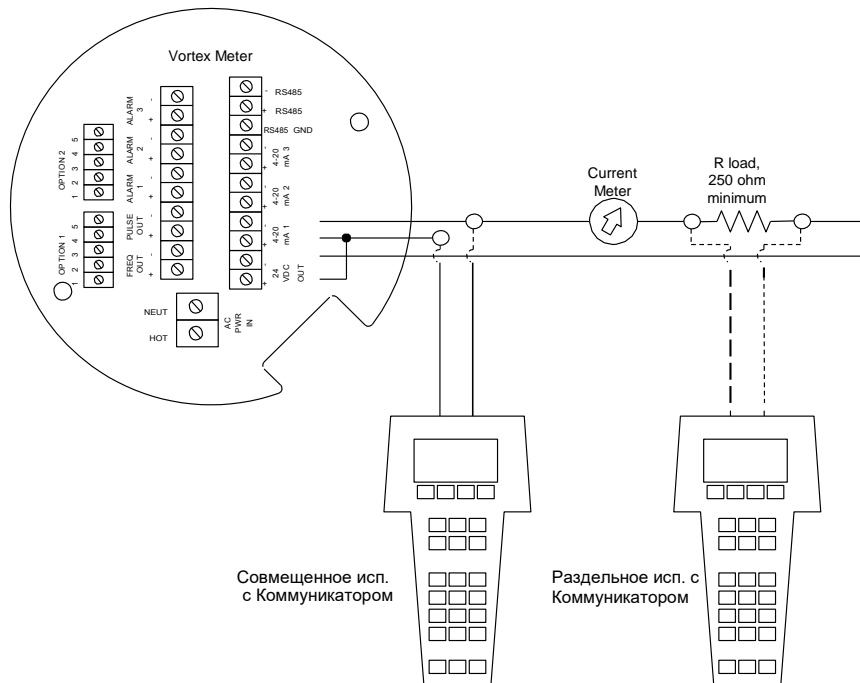 Vortex Meter
OPTION 2
1 2 3 4 5
OPTION 1
1 2 3 4 5
ALARM 3
- +
ALARM 2
- +
ALARM 1
- +
PULSE OUT
- +
FREQ OUT
- +
- RS485
+ RS485
RS485 GND
- +
4-20 mA 3
- +
4-20 mA 2
- +
4-20 mA 1
- +
24 VDC OUT
NEUT
HOT
AC PWR IN
Current
Meter
R load,
250 ohm
minimum
Совмещенное исп.
с Коммуникатором
Раздельное исп. с
Коммуникатором